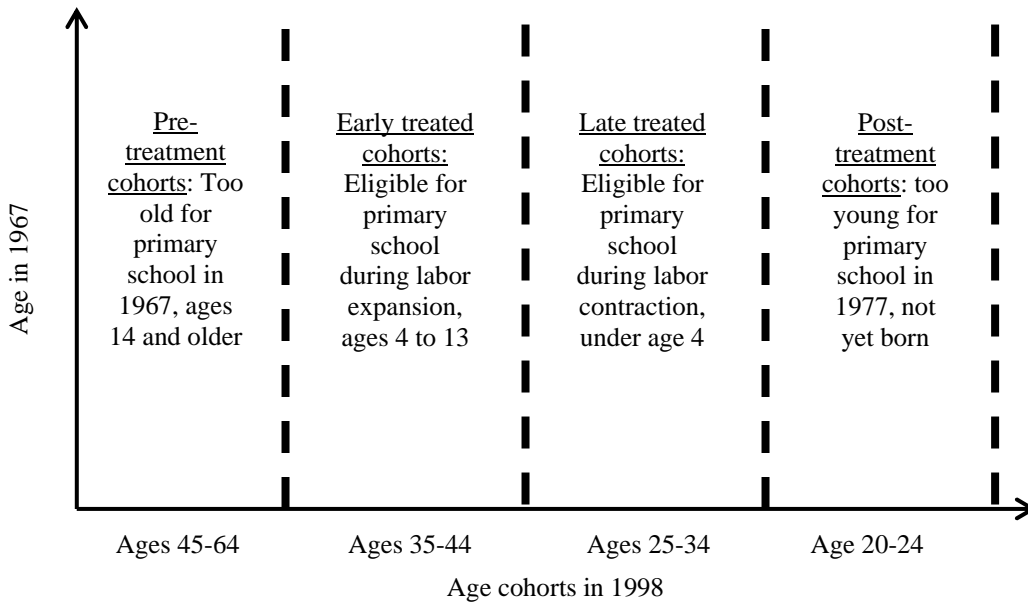 Age in 1967
Pre-
treatment
cohorts: Too
old for
primary
school in
1967, ages
14 and older
Early treated
cohorts:
Eligible for
primary
school
during labor
expansion,
ages 4 to 13
Late treated
cohorts:
Eligible for
primary
school
during labor
contraction,
under age 4
Post-
treatment
cohorts: too
young for
primary
school in
1977, not
yet born
Ages 45-64
Ages 35-44
Ages 25-34
Age 20-24
Age cohorts in 1998